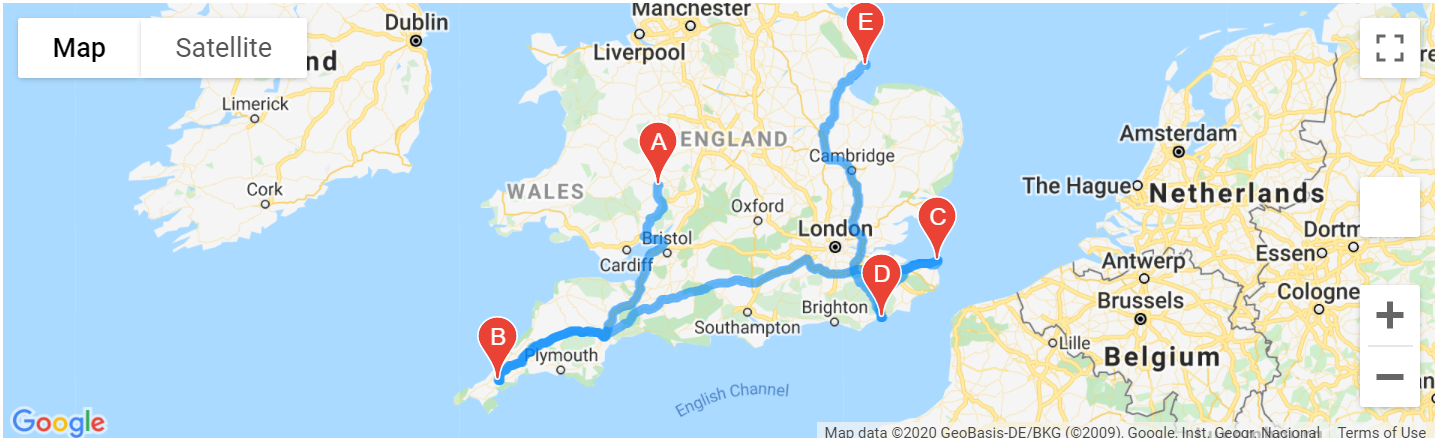 Map
Satellite
Dublin
nd
Limerick
Cork
Manchester
Liverpool
E
A
ENGLAND
Cambridge
WALES
Oxford
London
C
Bristol
Cardiff
D
Brighton
Southampton
B
Plymouth
English Channel
Amsterdam
The Hague
Netherlands
Dortm
Essen
Antwerp
Cologne
Brussels
Lille
Belgium
Google
Map data ©2020 GeoBasis-DE/BKG (©2009), Google, Inst. Geogr. Nacional
Terms of Use